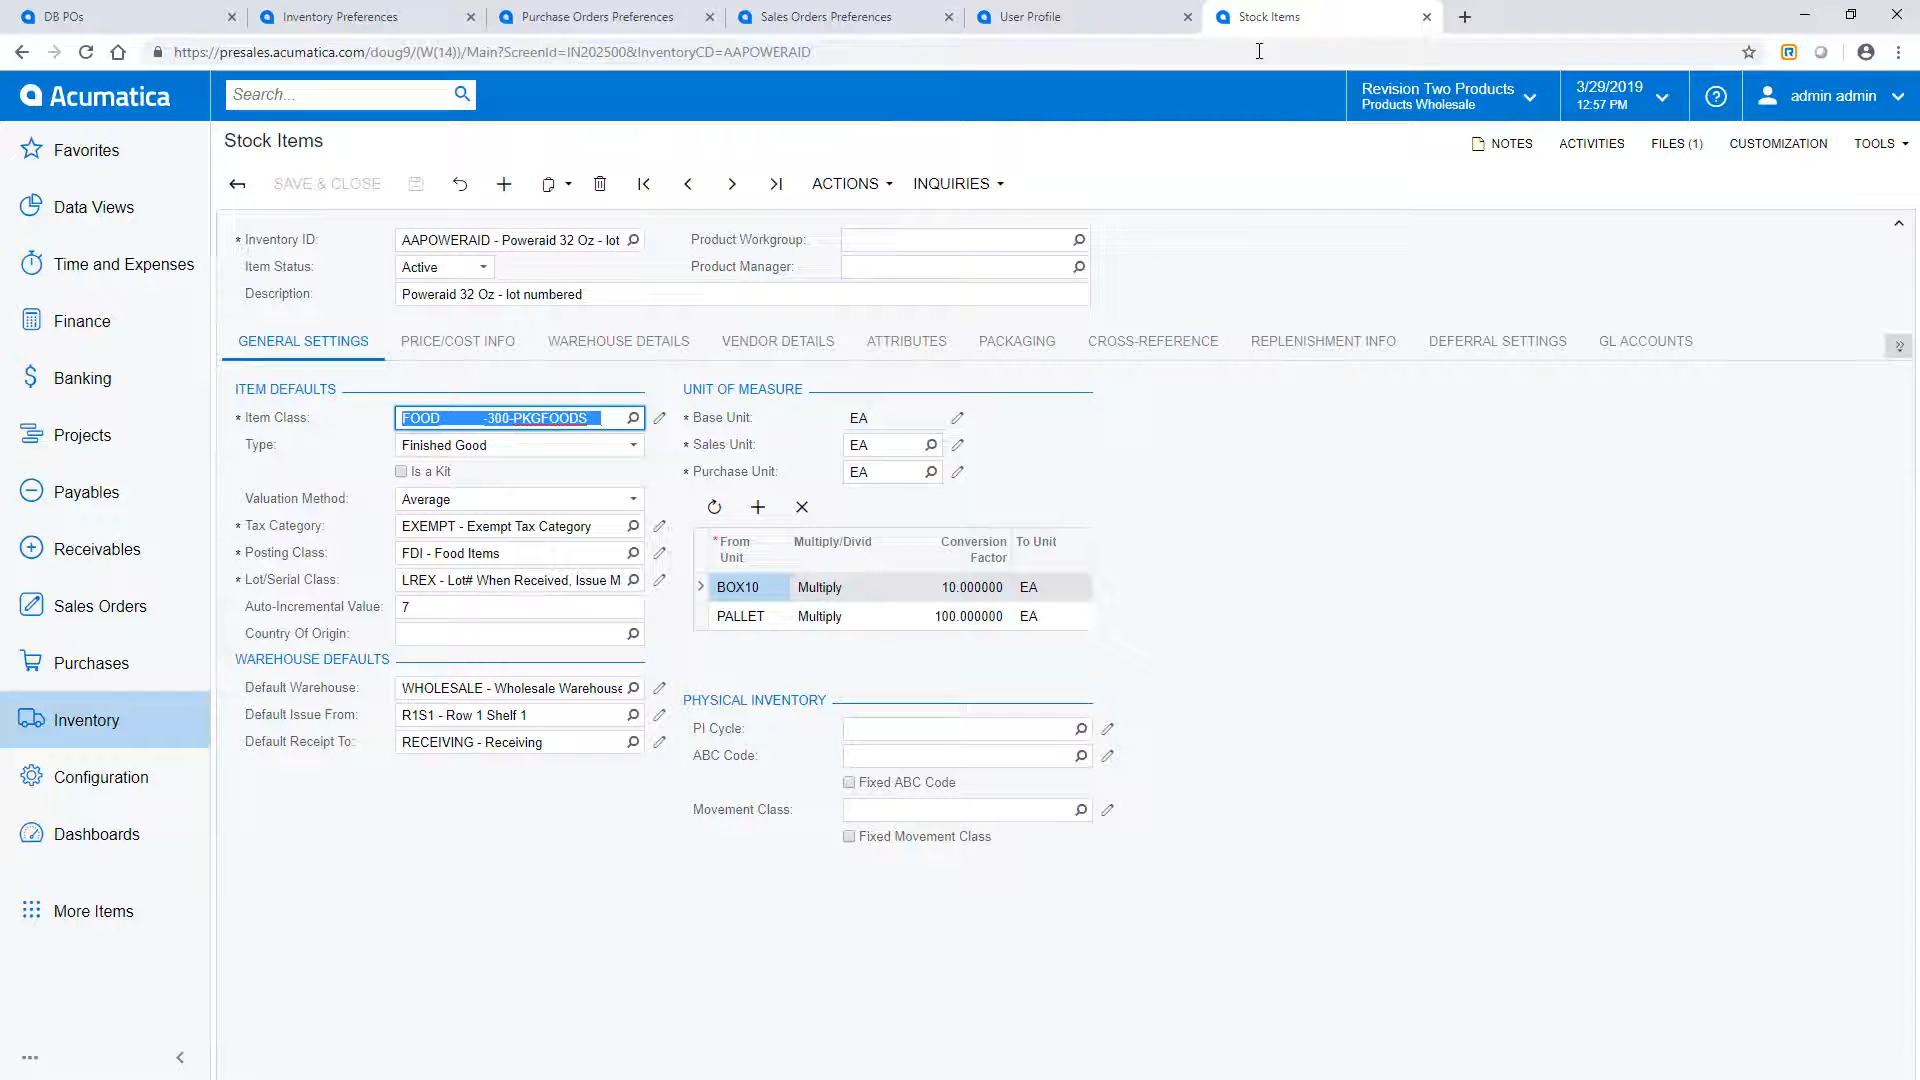 DB POs
Inventory Preferences
Purchase Orders Preferences
Sales Orders Preferences
User Profile
Stock Items
https://presales.acumatica.com/doug9/(W(14))/Main?ScreenId=IN202500&InventoryCD=AAPOWERAID
Acumatica
Search...
Revision Two Products
Products Wholesale
3/29/2019
12:57 PM
admin admin
Favorites
Data Views
Time and Expenses
Finance
Banking
Projects
Payables
Receivables
Sales Orders
Purchases
Inventory
Configuration
Dashboards
More Items
Stock Items
NOTES
ACTIVITIES
FILES (1)
CUSTOMIZATION
TOOLS
SAVE & CLOSE
ACTIONS
INQUIRIES
* Inventory ID: AAPOWERAID - Poweraid 32 Oz - lot
Product Workgroup:
Item Status: Active
Product Manager:
Description: Poweraid 32 Oz - lot numbered
GENERAL SETTINGS
PRICE/COST INFO
WAREHOUSE DETAILS
VENDOR DETAILS
ATTRIBUTES
PACKAGING
CROSS-REFERENCE
REPLENISHMENT INFO
DEFERRAL SETTINGS
GL ACCOUNTS
ITEM DEFAULTS
* Item Class: FOOD -300-PKGFOODS
Type: Finished Good
Is a Kit
Valuation Method: Average
* Tax Category: EXEMPT - Exempt Tax Category
* Posting Class: FDI - Food Items
* Lot/Serial Class: LREX - Lot# When Received, Issue M
Auto-Incremental Value: 7
Country Of Origin:
WAREHOUSE DEFAULTS
Default Warehouse: WHOLESALE - Wholesale Warehouse
Default Issue From: R1S1 - Row 1 Shelf 1
Default Receipt To: RECEIVING - Receiving
UNIT OF MEASURE
* Base Unit: EA
* Sales Unit: EA
* Purchase Unit: EA
* From Unit
Multiply/Divid
Conversion Factor
To Unit
BOX10 Multiply 10.000000 EA
PALLET Multiply 100.000000 EA
PHYSICAL INVENTORY
PI Cycle:
ABC Code:
Fixed ABC Code
Movement Class:
Fixed Movement Class